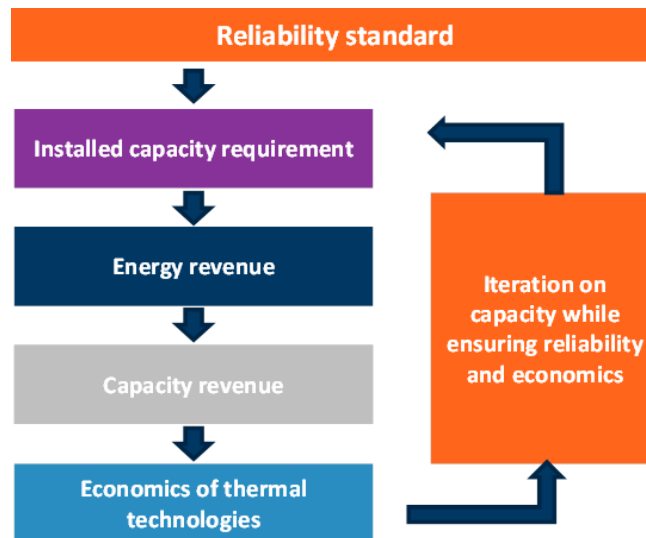 Reliability standard
Installed capacity requirement
Energy revenue
Capacity revenue
Economics of thermal
technologies
Iteration on
capacity while
ensuring reliability
and economics